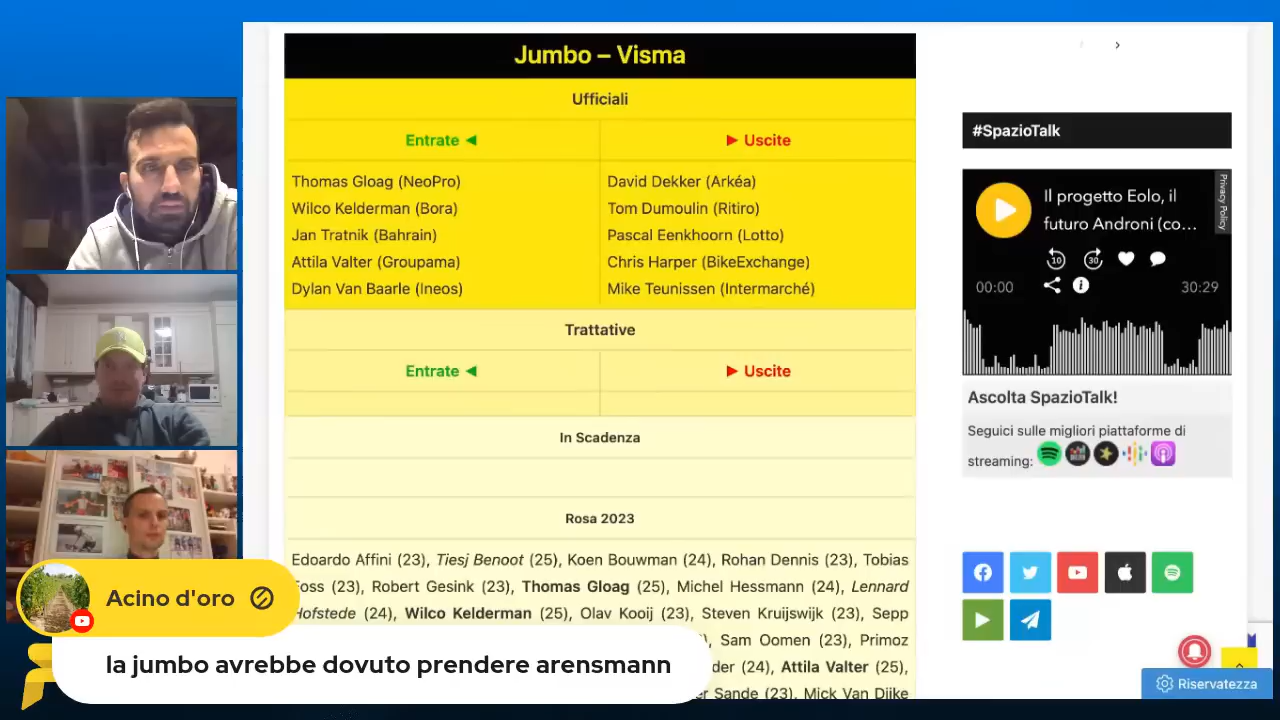 Jumbo – Visma
Ufficiali
Entrate ◄
► Uscite
Thomas Gloag (NeoPro)
Wilco Kelderman (Bora)
Jan Tratnik (Bahrain)
Attila Valter (Groupama)
Dylan Van Baarle (Ineos)
David Dekker (Arkéa)
Tom Dumoulin (Ritiro)
Pascal Eenkhoorn (Lotto)
Chris Harper (BikeExchange)
Mike Teunissen (Intermarché)
Trattative
Entrate ◄
► Uscite
In Scadenza
Rosa 2023
Edoardo Affini (23), Tiesj Benoot (25), Koen Bouwman (24), Rohan Dennis (23), Tobias
(23), Robert Gesink (23), Thomas Gloag (25), Michel Hessmann (24), Lennard
Hofstede (24), Wilco Kelderman (25), Olav Kooij (23), Steven Kruijswijk (23), Sepp
Sam Oomen (23), Primoz
(24), Attila Valter (25),
Sande (23), Mick Van Dijke
#SpazioTalk
Il progetto Eolo, il
futuro Androni (co...
Privacy Policy
10
30
00:00
30:29
Ascolta SpazioTalk!
Seguici sulle migliori piattaforme di
streaming:
Riservatezza
Acino d'oro
la jumbo avrebbe dovuto prendere arensmann